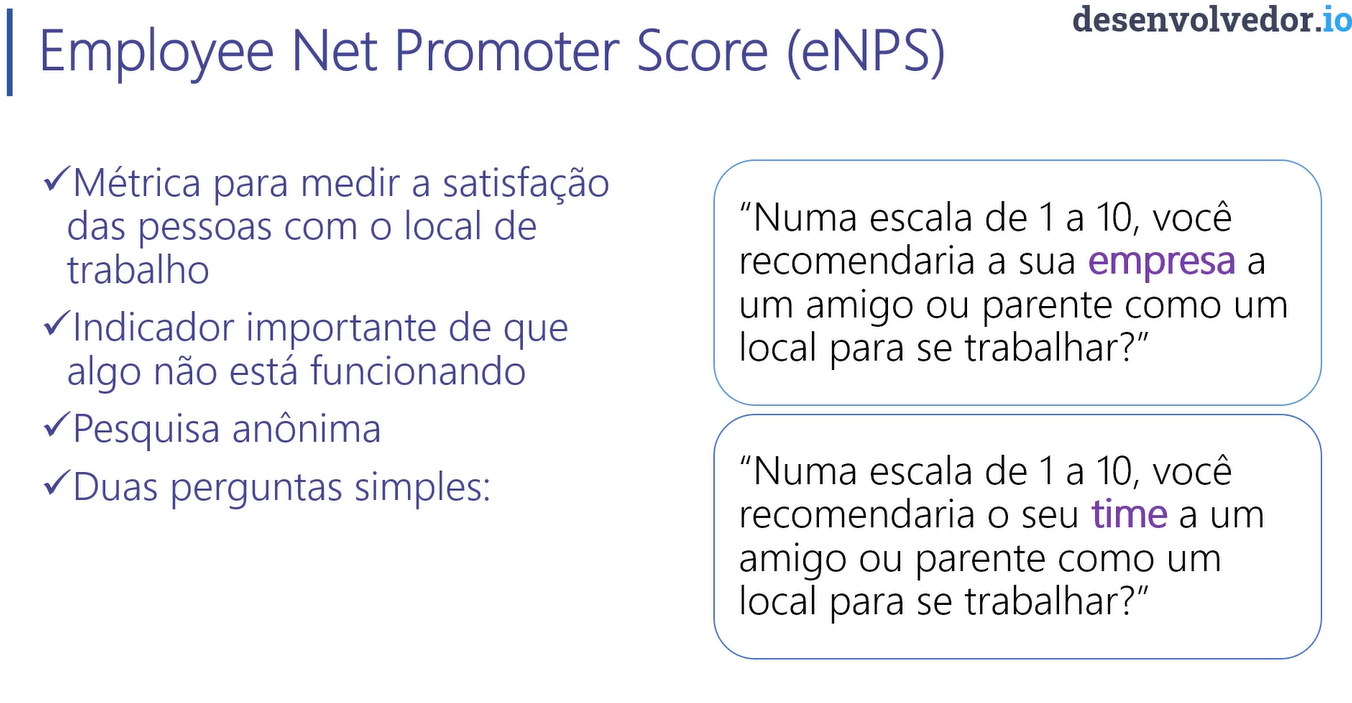 desenvolvedor.io
Employee Net Promoter Score (eNPS)
✓Métrica para medir a satisfação
das pessoas com o local de
trabalho
✓Indicador importante de que
algo não está funcionando
✓Pesquisa anônima
✓Duas perguntas simples:
“Numa escala de 1 a 10, você
recomendaria a sua empresa a
um amigo ou parente como um
local para se trabalhar?”
“Numa escala de 1 a 10, você
recomendaria o seu time a um
amigo ou parente como um
local para se trabalhar?”